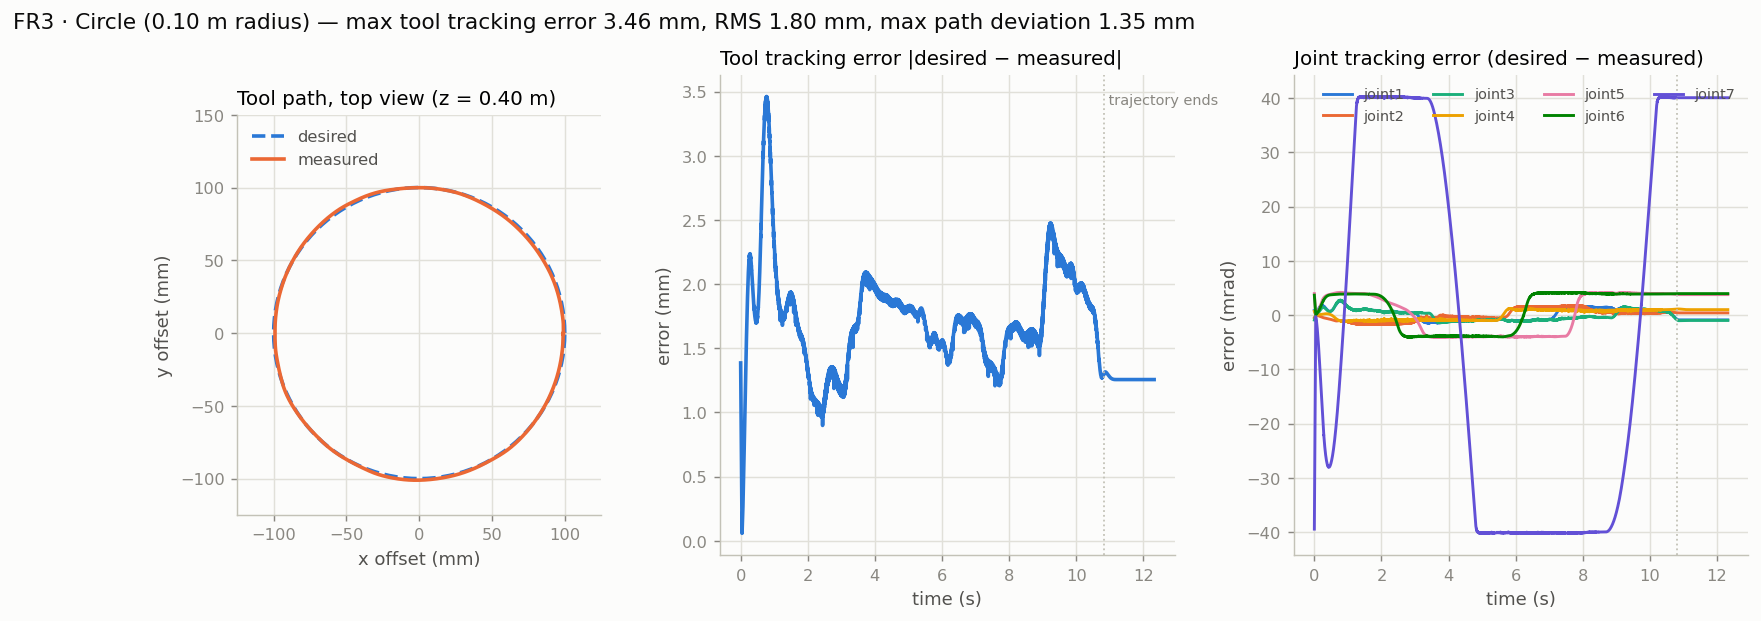 FR3 · Circle (0.10 m radius) — max tool tracking error 3.46 mm, RMS 1.80 mm, max path deviation 1.35 mm
Tool path, top view (z = 0.40 m)
desired
measured
150
100
50
0
−50
−100
−100
−50
0
50
100
x offset (mm)
y offset (mm)
Tool tracking error |desired − measured|
trajectory ends
3.5
3.0
2.5
2.0
1.5
1.0
0.5
0.0
0
2
4
6
8
10
12
time (s)
error (mm)
Joint tracking error (desired − measured)
joint1
joint3
joint5
joint7
joint2
joint4
joint6
40
30
20
10
0
−10
−20
−30
−40
0
2
4
6
8
10
12
time (s)
error (mrad)